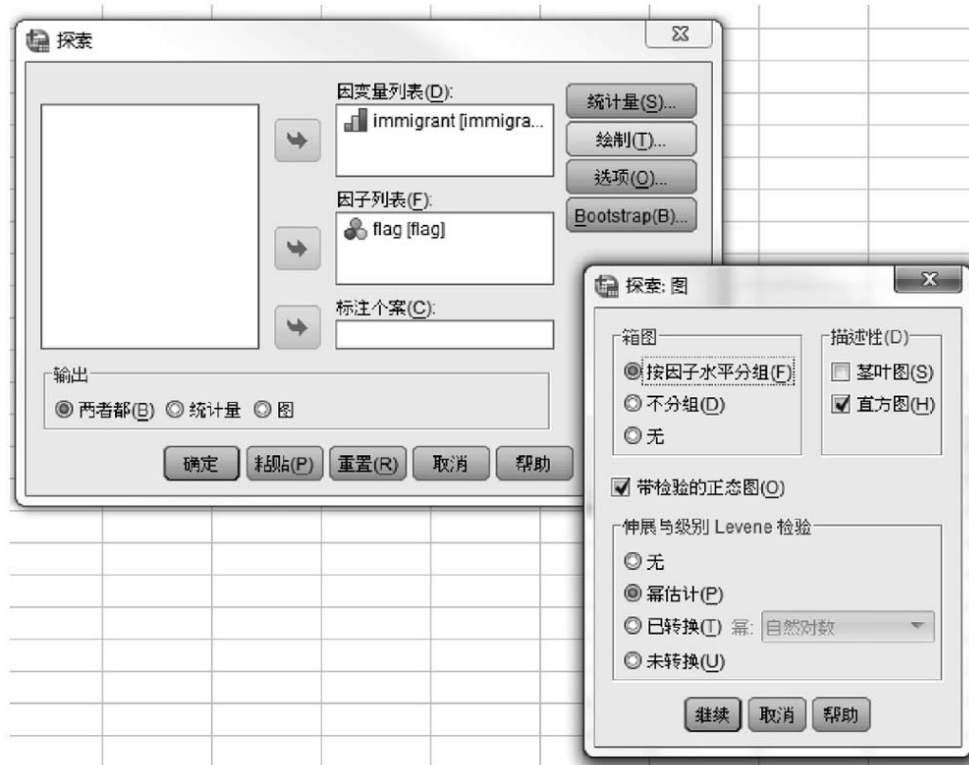 探索
因变量列表(D):
immigrant [immigra...
因子列表(F):
flag [flag]
标注个案(C):
统计量(S)...
绘制(T)...
选项(O)...
Bootstrap(B)...
输出
两者都(B) 统计量 图
确定 粘贴(P) 重置(R) 取消 帮助
探索: 图
箱图
按因子水平分组(F)
不分组(D)
无
描述性(D)
茎叶图(S)
直方图(H)
带检验的正态图(O)
伸展与级别 Levene 检验
无
幂估计(P)
已转换(T) 幂: 自然对数
未转换(U)
继续 取消 帮助